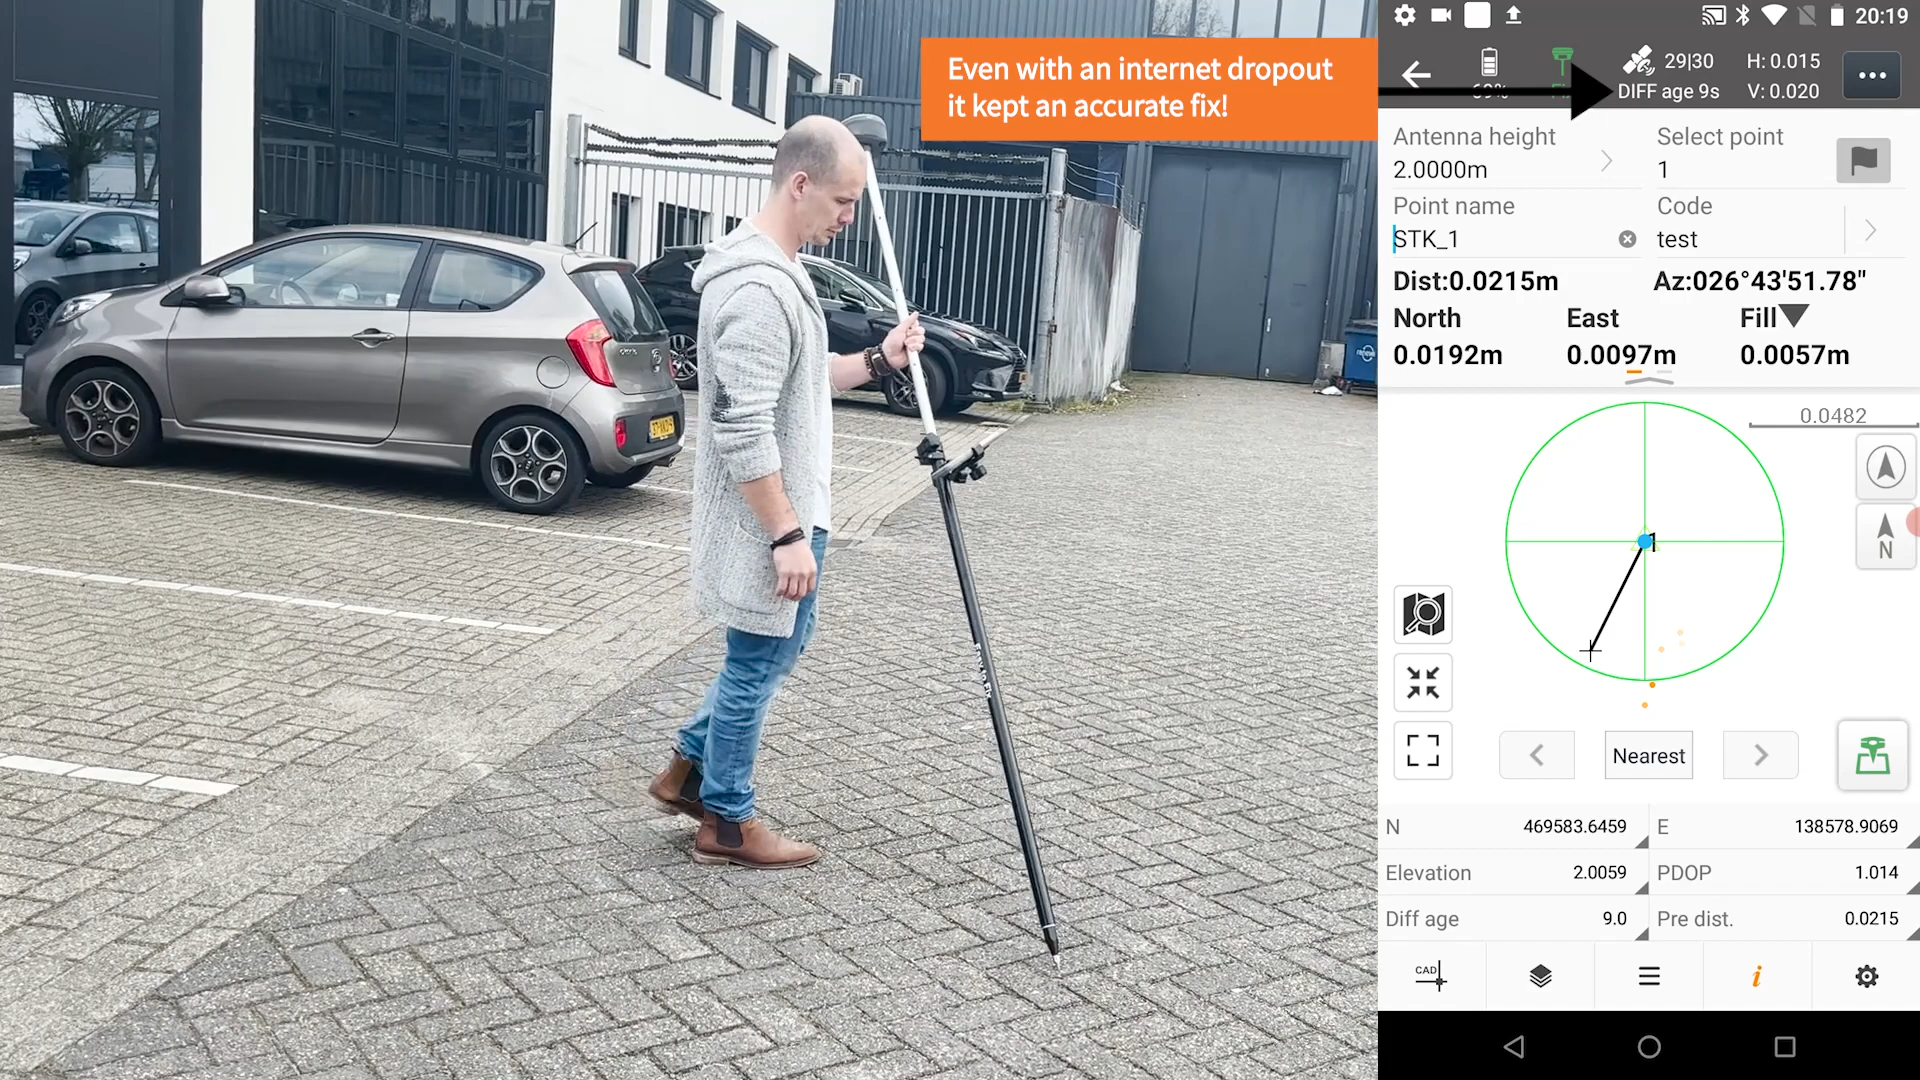 Even with an internet dropout
it kept an accurate fix!
20:19
29|30
H: 0.015
69%
DIFF age 9s
V: 0.020
Antenna height
Select point
2.0000m
1
Point name
Code
STK_1
test
Dist:0.0215m
Az:026°43'51.78"
North
East
Fill
0.0192m
0.0097m
0.0057m
0.0482
1
N
Nearest
N
469583.6459
E
138578.9069
Elevation
2.0059
PDOP
1.014
Diff age
9.0
Pre dist.
0.0215
CAD
i